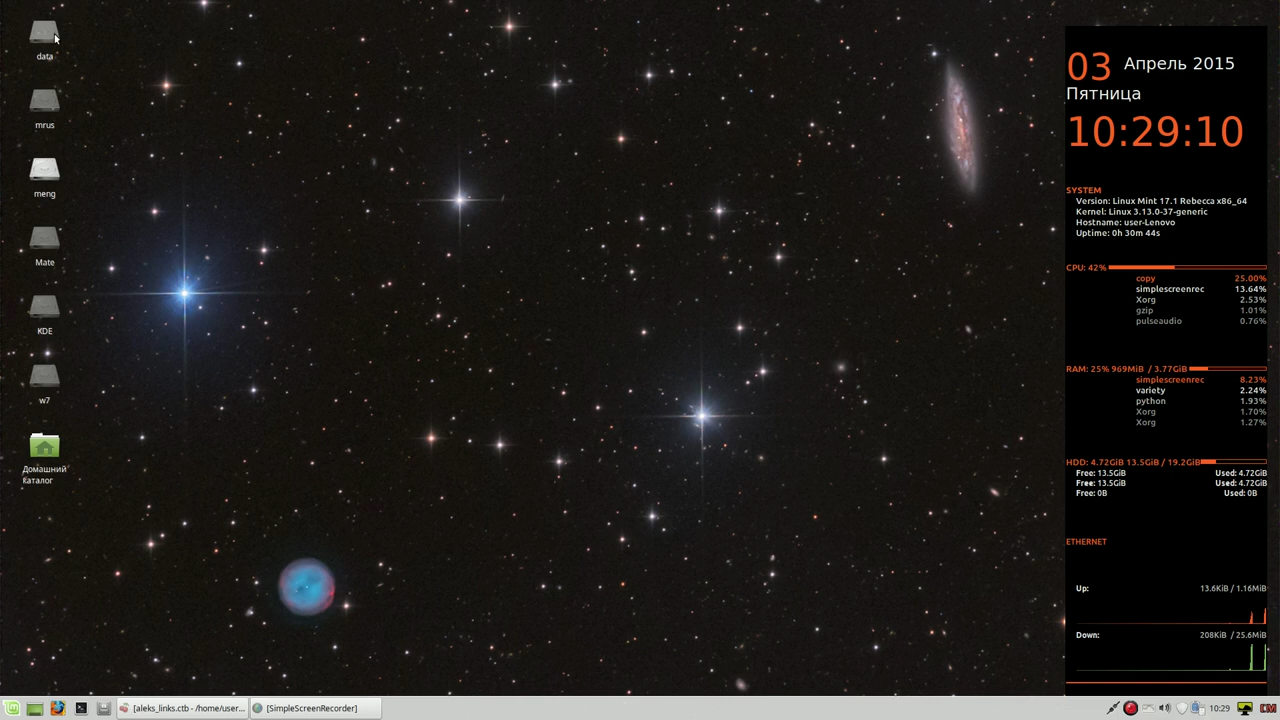 data
mrus
meng
Mate
KDE
w7
Домашний
каталог
03 Апрель 2015
Пятница
10:29:10
SYSTEM
Version: Linux Mint 17.1 Rebecca x86_64
Kernel: Linux 3.13.0-37-generic
Hostname: user-Lenovo
Uptime: 0h 30m 44s
CPU: 42%
copy 25.00%
simplescreenrec 13.64%
Xorg 2.53%
gzip 1.01%
pulseaudio 0.76%
RAM: 25% 969MiB / 3.77GiB
simplescreenrec 8.23%
variety 2.24%
python 1.93%
Xorg 1.70%
Xorg 1.27%
HDD: 4.72GiB 13.5GiB / 19.2GiB
Free: 13.5GiB Used: 4.72GiB
Free: 13.5GiB Used: 4.72GiB
Free: 0B Used: 0B
ETHERNET
Up: 13.6KiB / 1.16MiB
Down: 208KiB / 25.6MiB
[aleks_links.ctb - /home/user... [SimpleScreenRecorder] 10:29